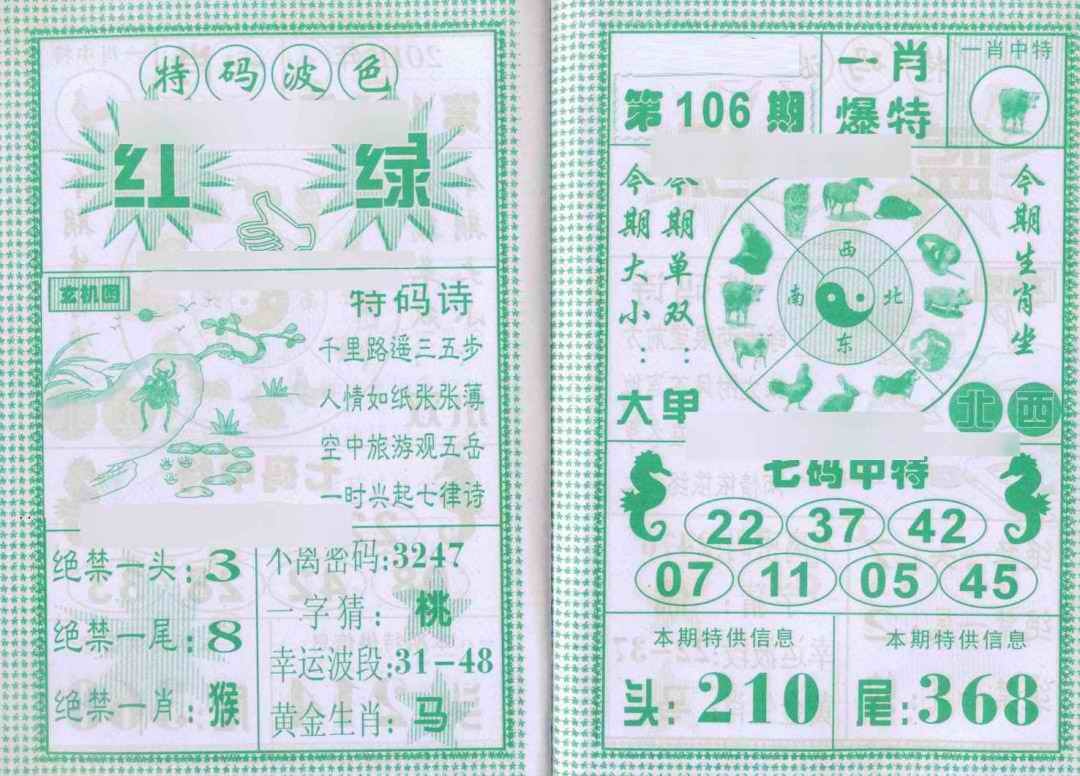 特码波色
红 绿
玄机图
特码诗
千里路遥三五步
人情如纸张张薄
空中旅游观五岳
一时兴起七律诗
绝禁一头:3
绝禁一尾:8
绝禁一肖:猴
不离密码:3247
一字猜:桃
幸运波段:31-48
黄金生肖:马
第106期
一肖
爆特
一肖中特
今期大小:大
今期单双:单
西
南 北
东
今期生肖坐
北西
七码中特
22 37 42
07 11 05 45
本期特供信息
头:210
本期特供信息
尾:368